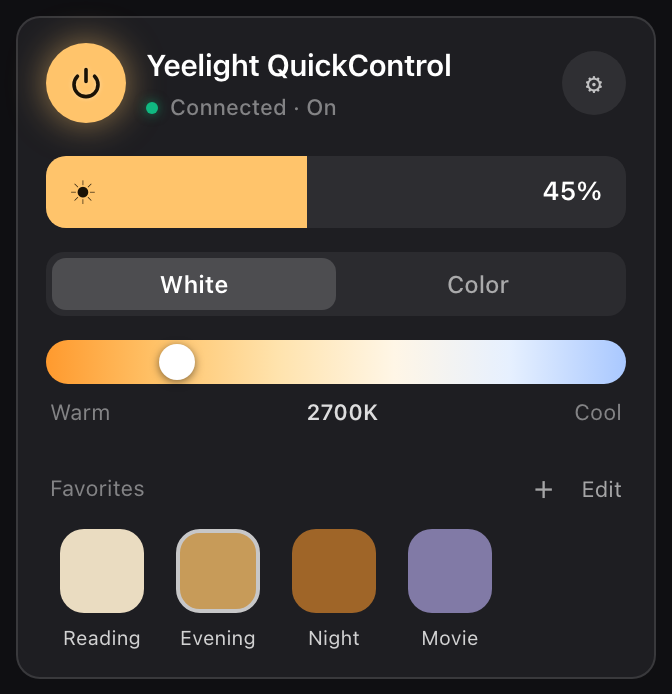 Yeelight QuickControl
Connected · On
45%
White Color
Warm 2700K Cool
Favorites + Edit
Reading Evening Night Movie